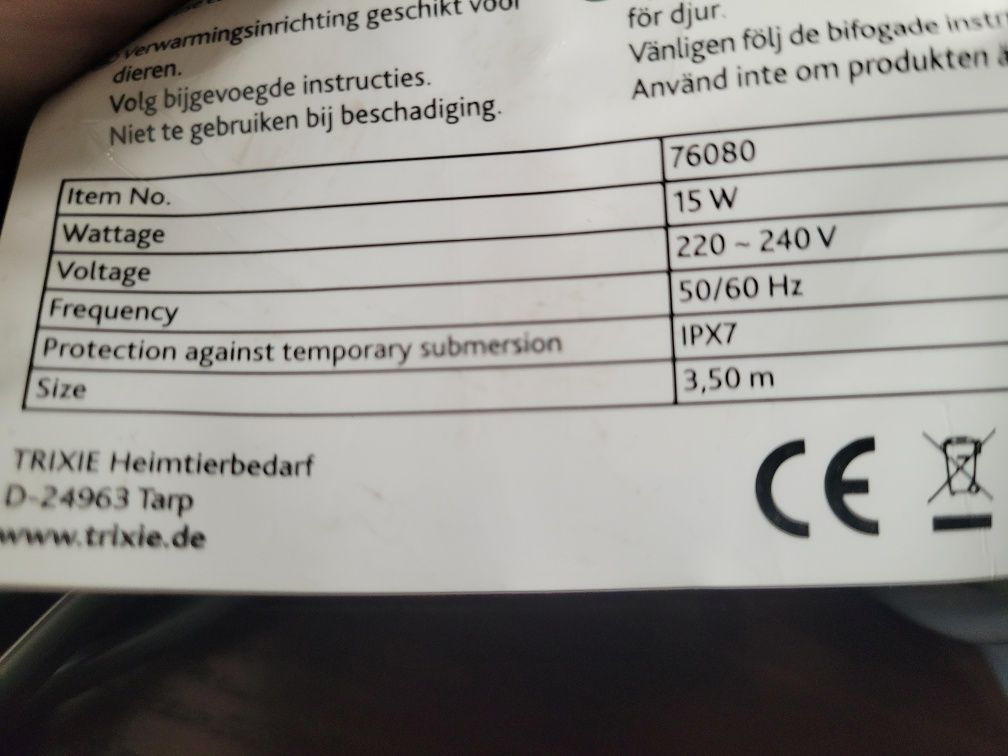 verwarmingsinrichting geschikt voor
dieren.
Volg bijgevoegde instructies.
Niet te gebruiken bij beschadiging.
för djur.
Vänligen följ de bifogade
Använd inte om produkten
Item No. 76080
Wattage 15 W
Voltage 220 ~ 240 V
Frequency 50/60 Hz
Protection against temporary submersion IPX7
Size 3,50 m
TRIXIE Heimtierbedarf
D-24963 Tarp
www.trixie.de
CE